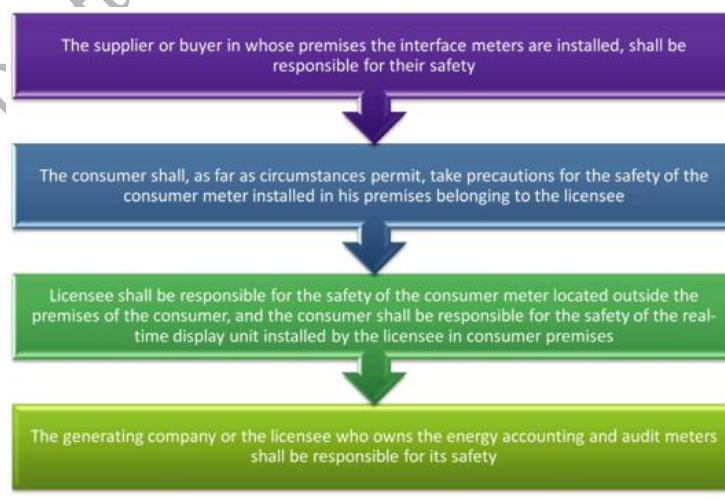 The supplier or buyer in whose premises the interface meters are installed, shall be
responsible for their safety
The consumer shall, as far as circumstances permit, take precautions for the safety of the
consumer meter installed in his premises belonging to the licensee
Licensee shall be responsible for the safety of the consumer meter located outside the
premises of the consumer, and the consumer shall be responsible for the safety of the real-
time display unit installed by the licensee in consumer premises
The generating company or the licensee who owns the energy accounting and audit meters
shall be responsible for its safety